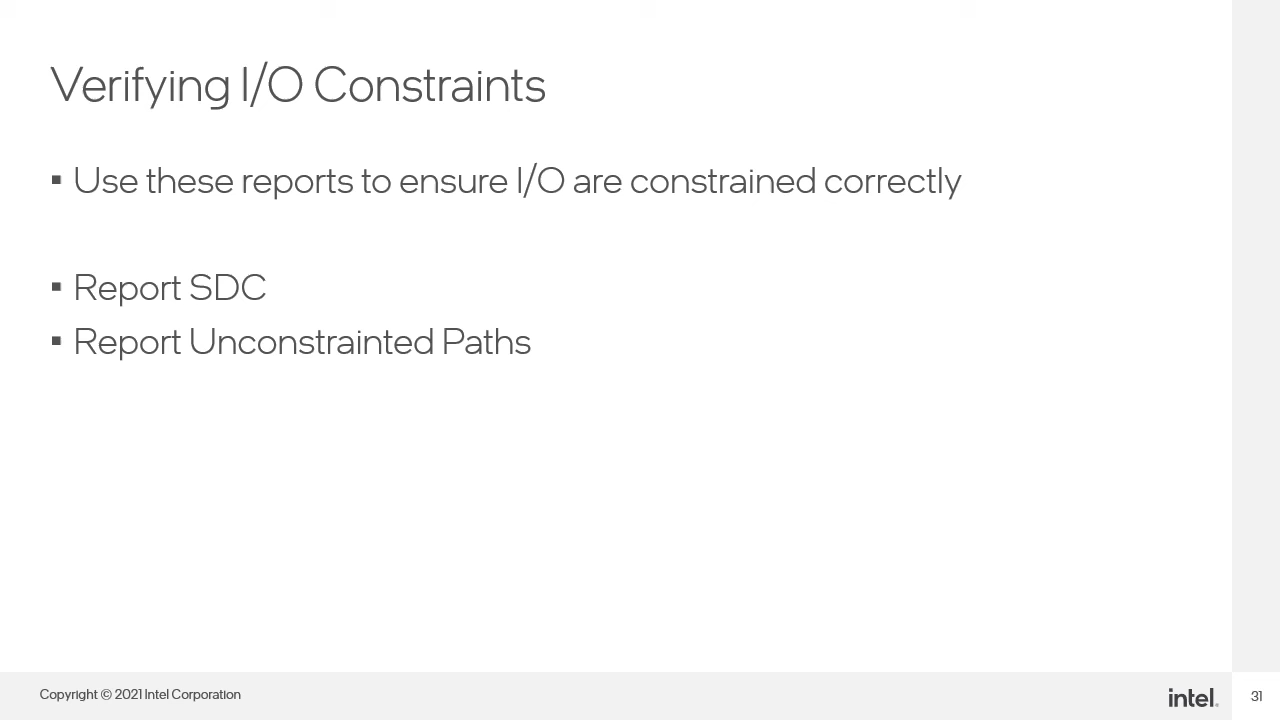 Verifying I/O Constraints
▪ Use these reports to ensure I/O are constrained correctly
▪ Report SDC
▪ Report Unconstrainted Paths
Copyright © 2021 Intel Corporation
intel.
31